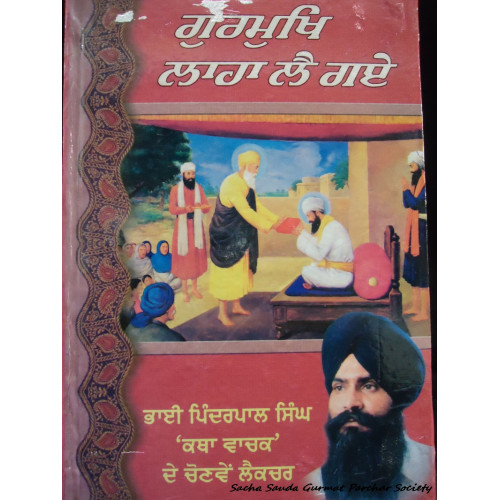 ਗੁਰਮੁਖਿ
ਲਾਹਾ ਲੈ ਗਏ
ਭਾਈ ਪਿੰਦਰਪਾਲ ਸਿੰਘ
‘ਕਥਾ ਵਾਚਕ’
ਦੇ ਚੋਣਵੇਂ ਲੈਕਚਰ
Sacha Sauda Gurmat Parchar Society